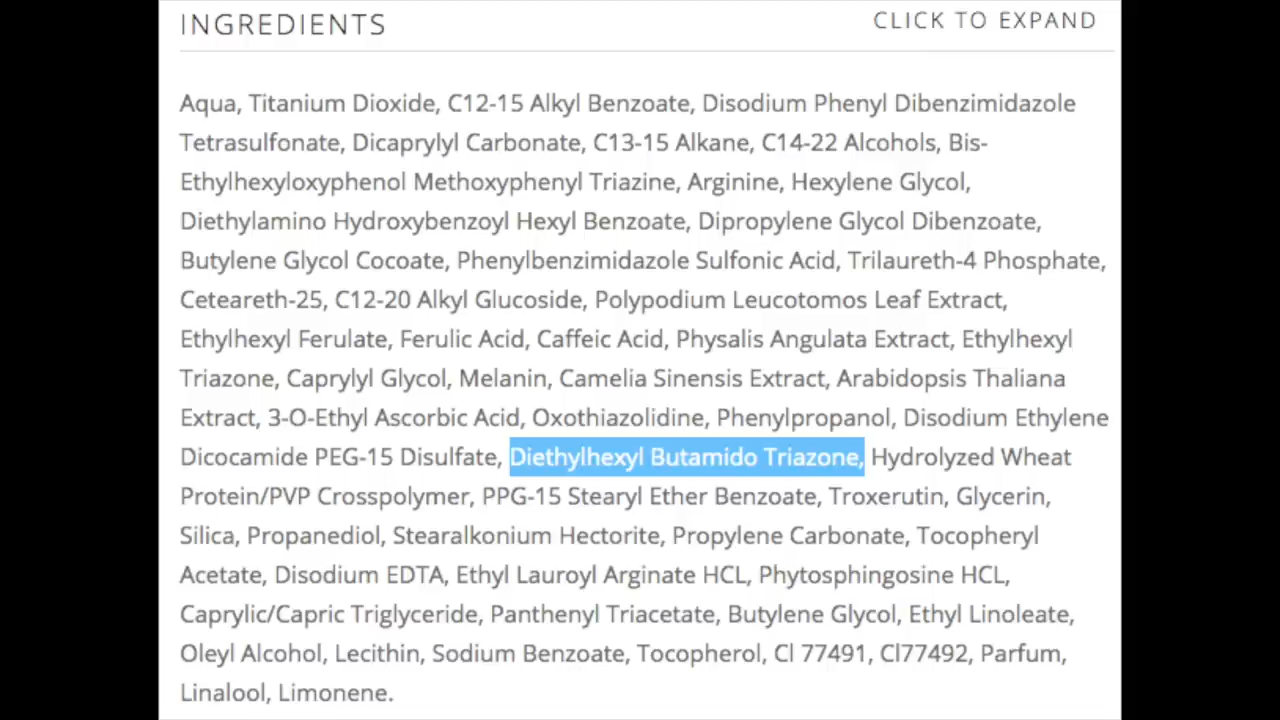 INGREDIENTS
CLICK TO EXPAND
Aqua, Titanium Dioxide, C12-15 Alkyl Benzoate, Disodium Phenyl Dibenzimidazole
Tetrasulfonate, Dicaprylyl Carbonate, C13-15 Alkane, C14-22 Alcohols, Bis-
Ethylhexyloxyphenol Methoxyphenyl Triazine, Arginine, Hexylene Glycol,
Diethylamino Hydroxybenzoyl Hexyl Benzoate, Dipropylene Glycol Dibenzoate,
Butylene Glycol Cocoate, Phenylbenzimidazole Sulfonic Acid, Trilaureth-4 Phosphate,
Ceteareth-25, C12-20 Alkyl Glucoside, Polypodium Leucotomos Leaf Extract,
Ethylhexyl Ferulate, Ferulic Acid, Caffeic Acid, Physalis Angulata Extract, Ethylhexyl
Triazone, Caprylyl Glycol, Melanin, Camelia Sinensis Extract, Arabidopsis Thaliana
Extract, 3-O-Ethyl Ascorbic Acid, Oxothiazolidine, Phenylpropanol, Disodium Ethylene
Dicocamide PEG-15 Disulfate, Diethylhexyl Butamido Triazone, Hydrolyzed Wheat
Protein/PVP Crosspolymer, PPG-15 Stearyl Ether Benzoate, Troxerutin, Glycerin,
Silica, Propanediol, Stearalkonium Hectorite, Propylene Carbonate, Tocopheryl
Acetate, Disodium EDTA, Ethyl Lauroyl Arginate HCL, Phytosphingosine HCL,
Caprylic/Capric Triglyceride, Panthenyl Triacetate, Butylene Glycol, Ethyl Linoleate,
Oleyl Alcohol, Lecithin, Sodium Benzoate, Tocopherol, Cl 77491, Cl77492, Parfum,
Linalool, Limonene.